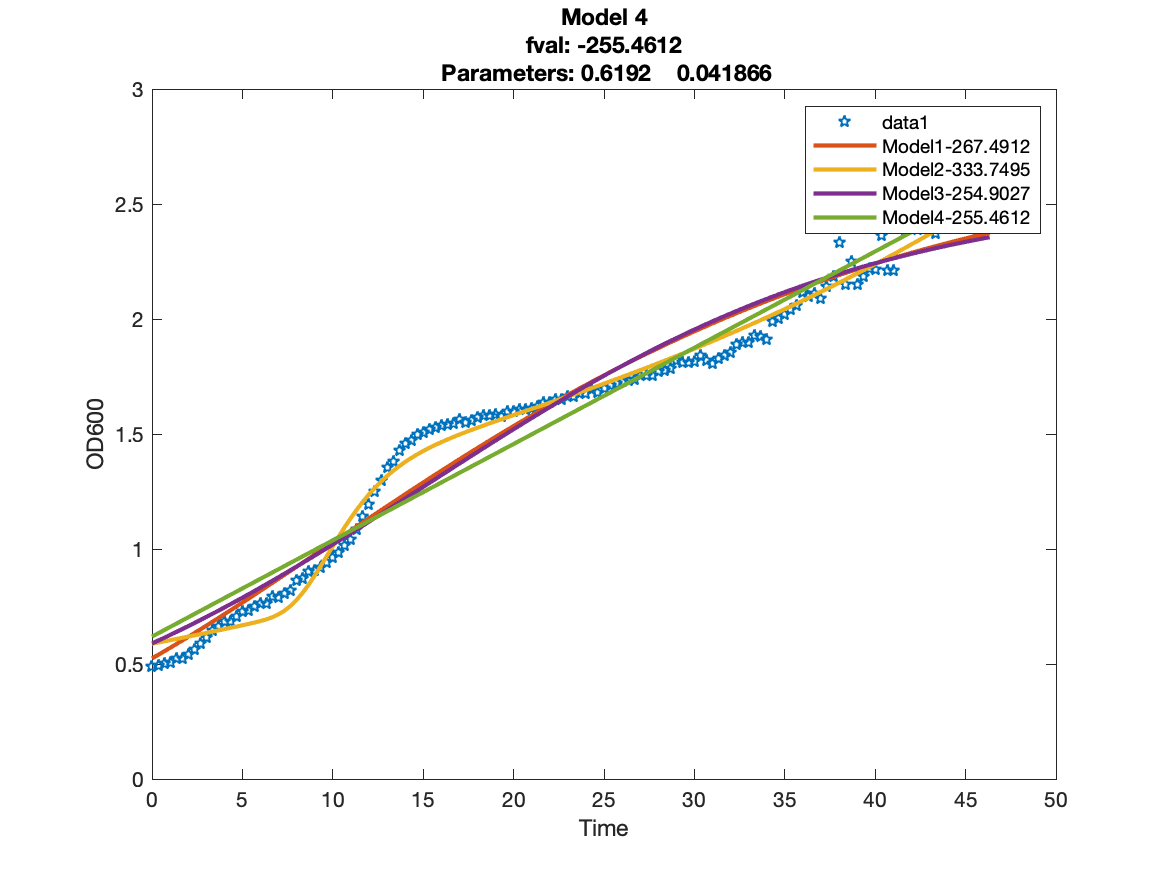 Model 4
fval: -255.4612
Parameters: 0.6192 0.041866
3
2.5
2
1.5
1
0.5
0
OD600
data1
Model1-267.4912
Model2-333.7495
Model3-254.9027
Model4-255.4612
0 5 10 15 20 25 30 35 40 45 50
Time